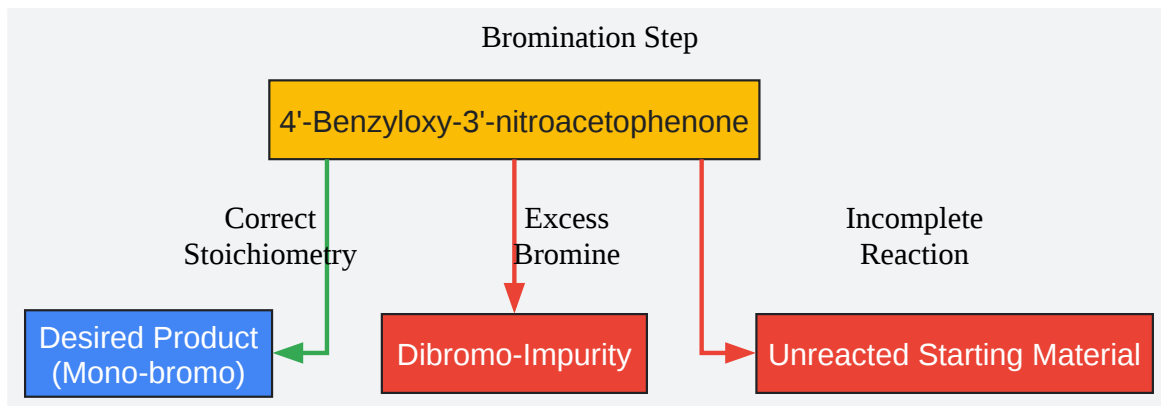 Bromination Step
4'-Benzyloxy-3'-nitroacetophenone
Correct
Stoichiometry
Excess
Bromine
Incomplete
Reaction
Desired Product
(Mono-bromo)
Dibromo-Impurity
Unreacted Starting Material